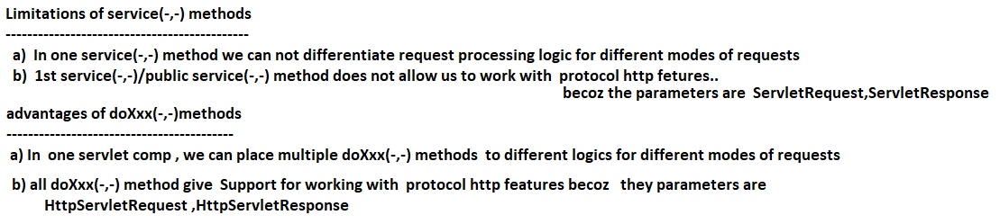 Limitations of service(-,-) methods
----------------------------------------------
a) In one service(-,-) method we can not differentiate request processing logic for different modes of requests
b) 1st service(-,-)/public service(-,-) method does not allow us to work with protocol http fetures..
becoz the parameters are ServletRequest,ServletResponse
advantages of doXxx(-,-)methods
-------------------------------------------
a) In one servlet comp , we can place multiple doXxx(-,-) methods to different logics for different modes of requests
b) all doXxx(-,-) method give Support for working with protocol http features becoz they parameters are
HttpServletRequest ,HttpServletResponse